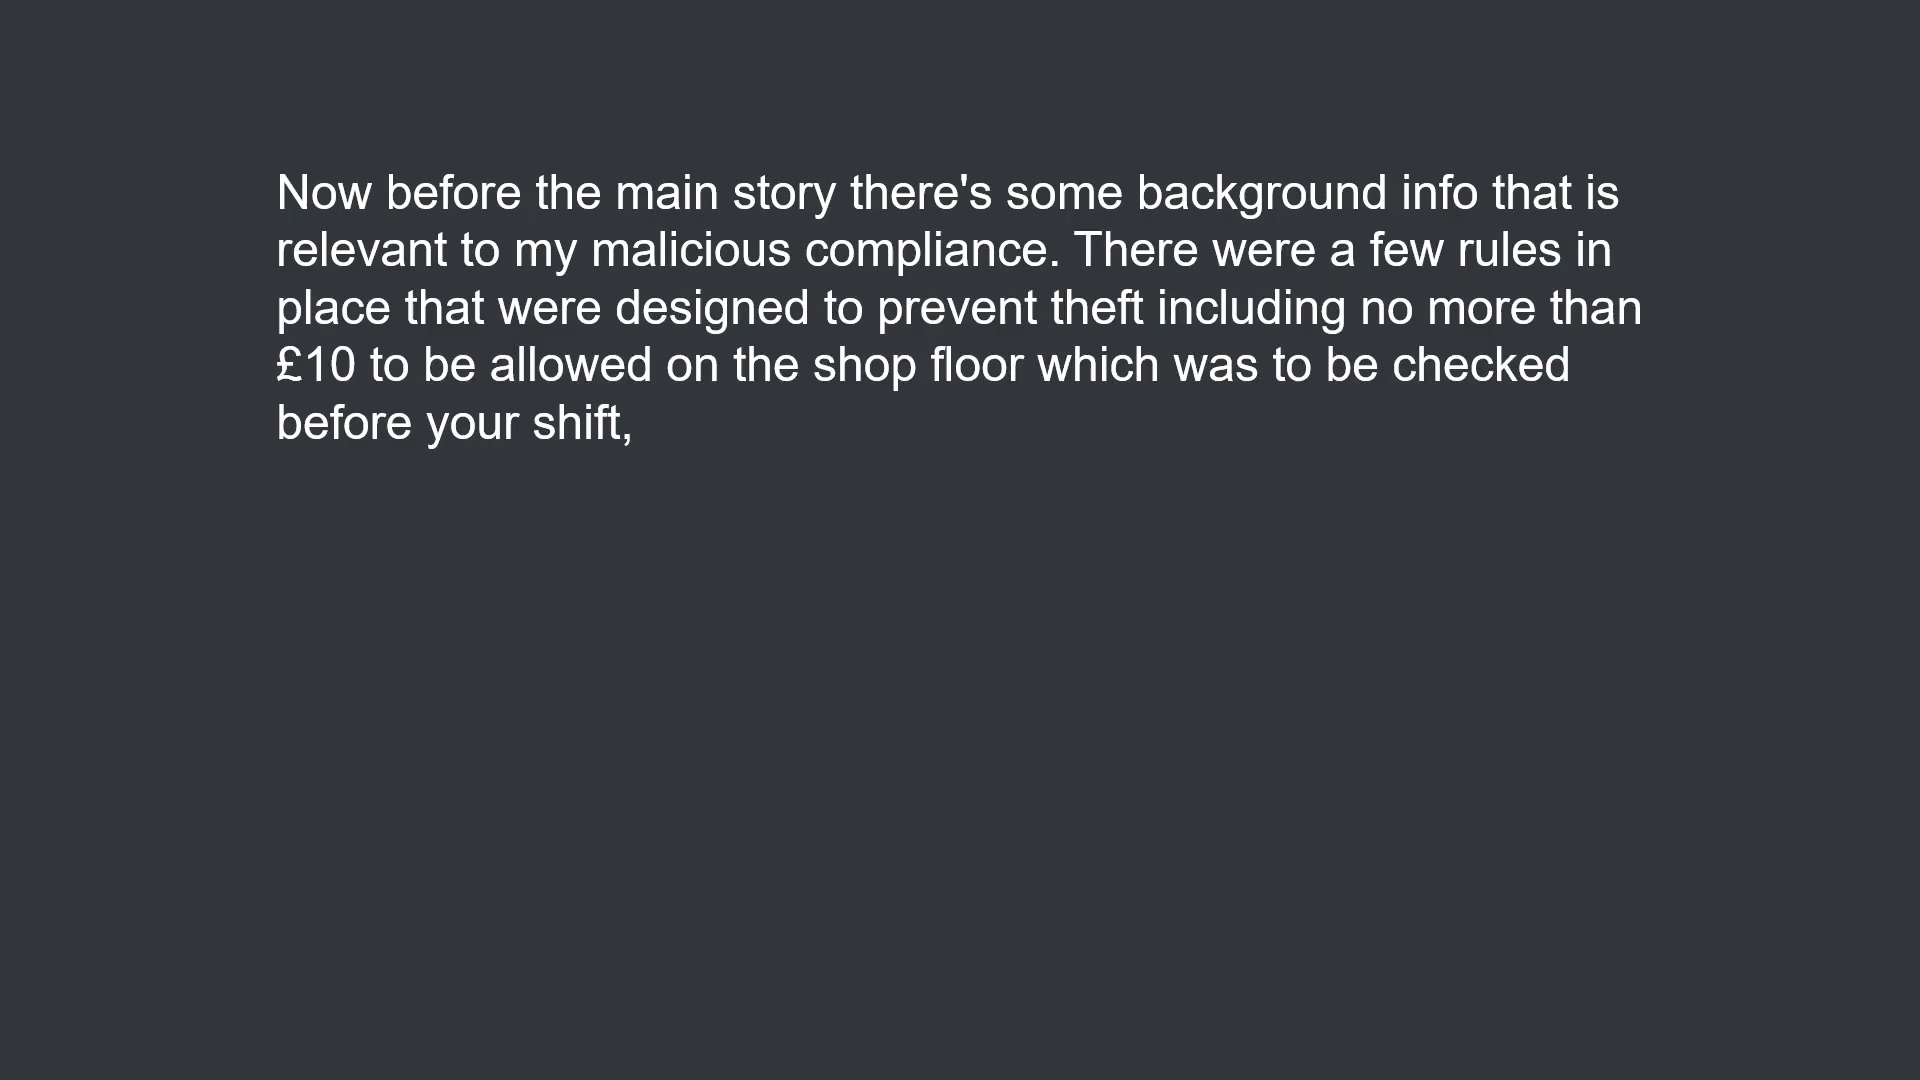 Now before the main story there's some background info that is
relevant to my malicious compliance. There were a few rules in
place that were designed to prevent theft including no more than
£10 to be allowed on the shop floor which was to be checked
before your shift,